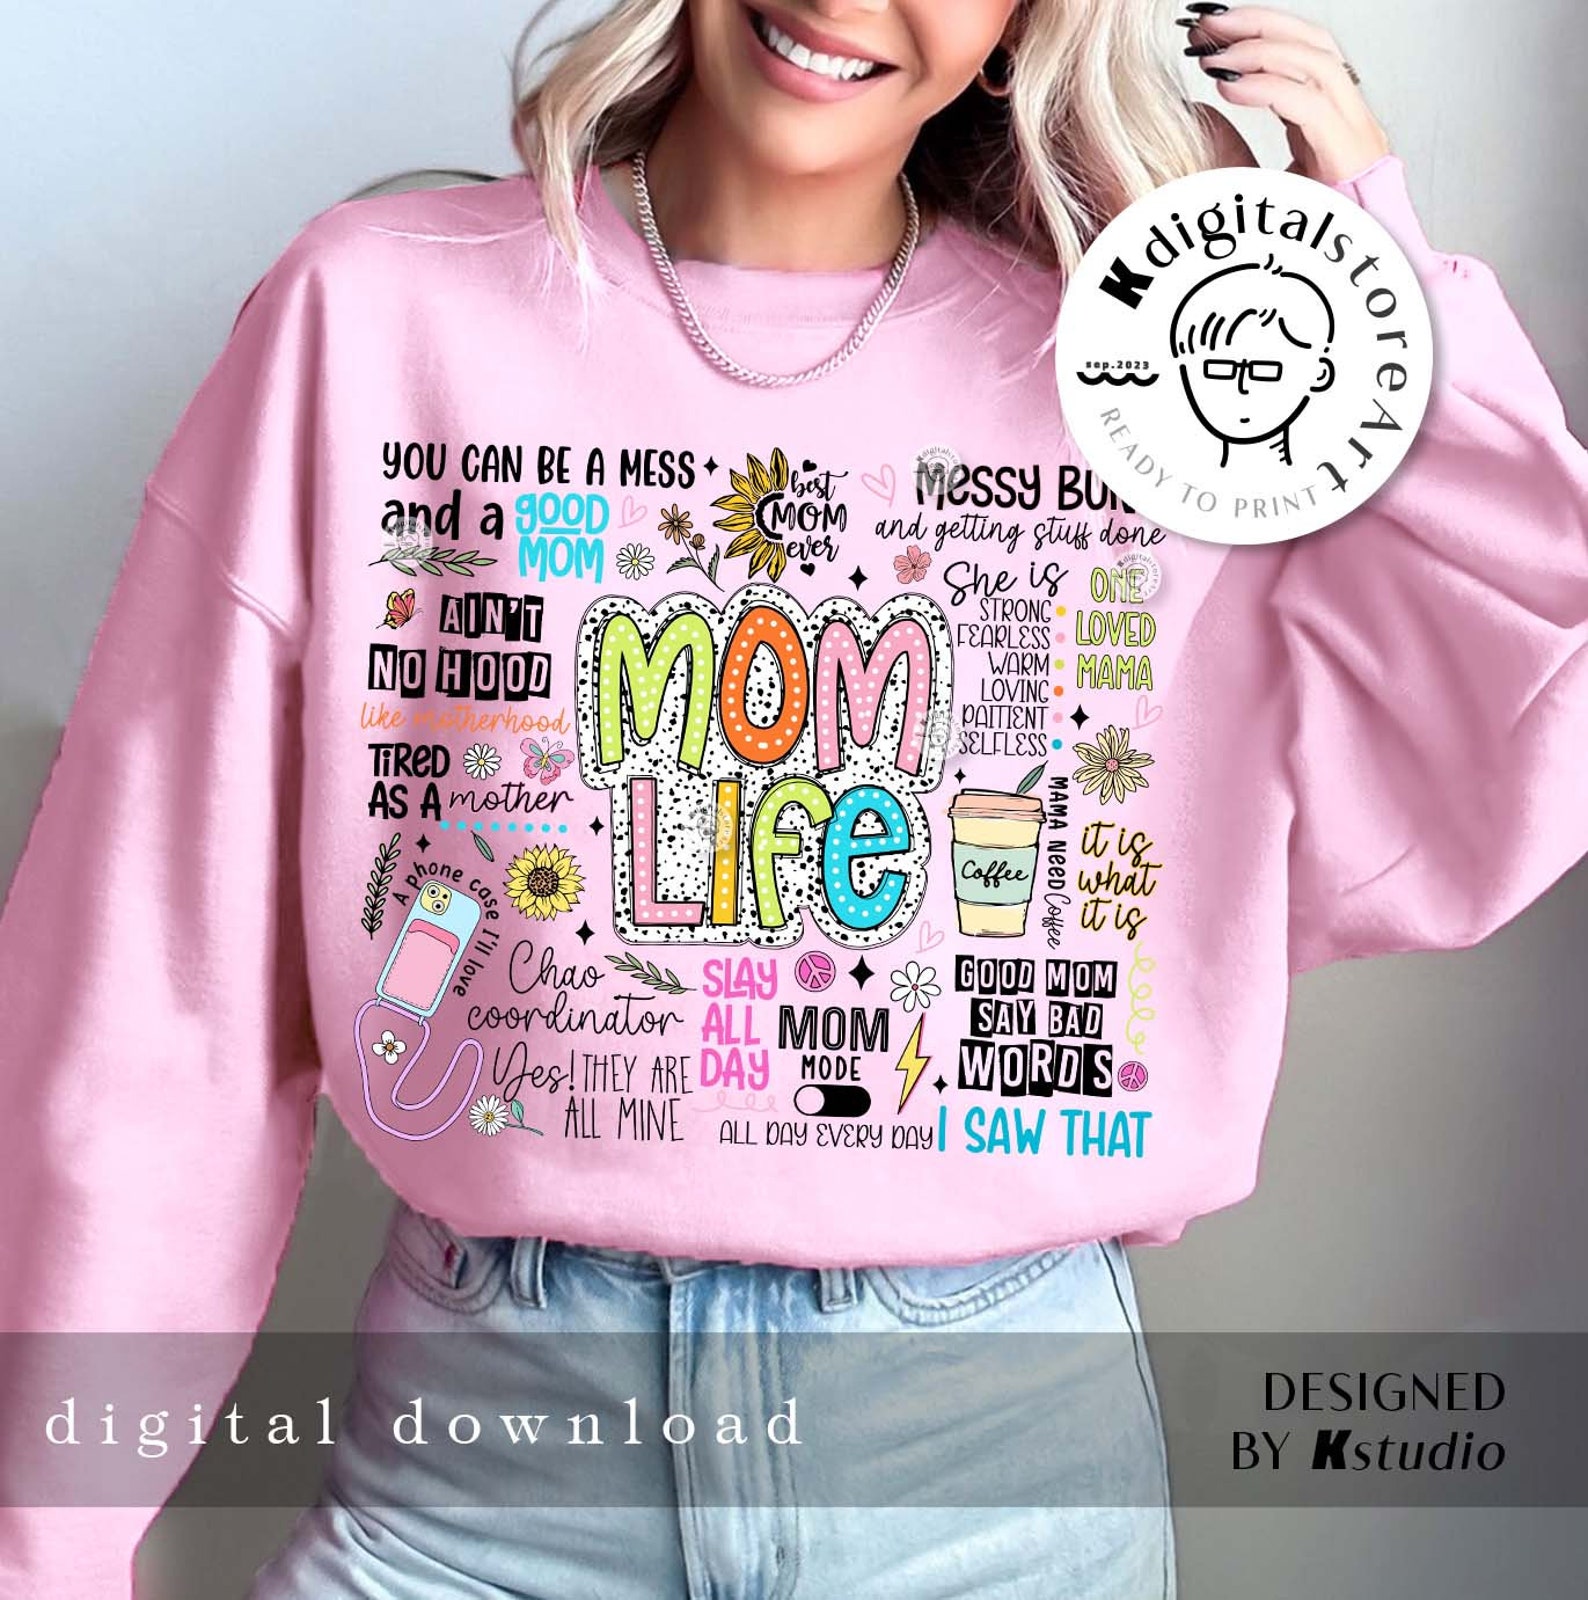 KdigitalstoreArt
sep.2023
READY TO PRINT
YOU CAN BE A MESS
and a good
MOM
best
MOM
ever
Messy BUN
and getting stuff done
AIN'T
NO HOOD
like motherhood
TiRED
AS A mother
She is
STRONG
FEARLESS
WARM
LOVING
PAITIENT
SELFLESS
ONE
LOVED
MAMA
MOM
LIFE
A phone case I'll love
Coffee
MAMA NEED Coffee
it is
what
it is
Chao
coordinator
Yes! THEY ARE
ALL MINE
SLAY
ALL
DAY
MOM
MODE
ALL DAY EVERY DAY
GOOD MOM
SAY BAD
WORDS
I SAW THAT
digital download
DESIGNED
BY Kstudio